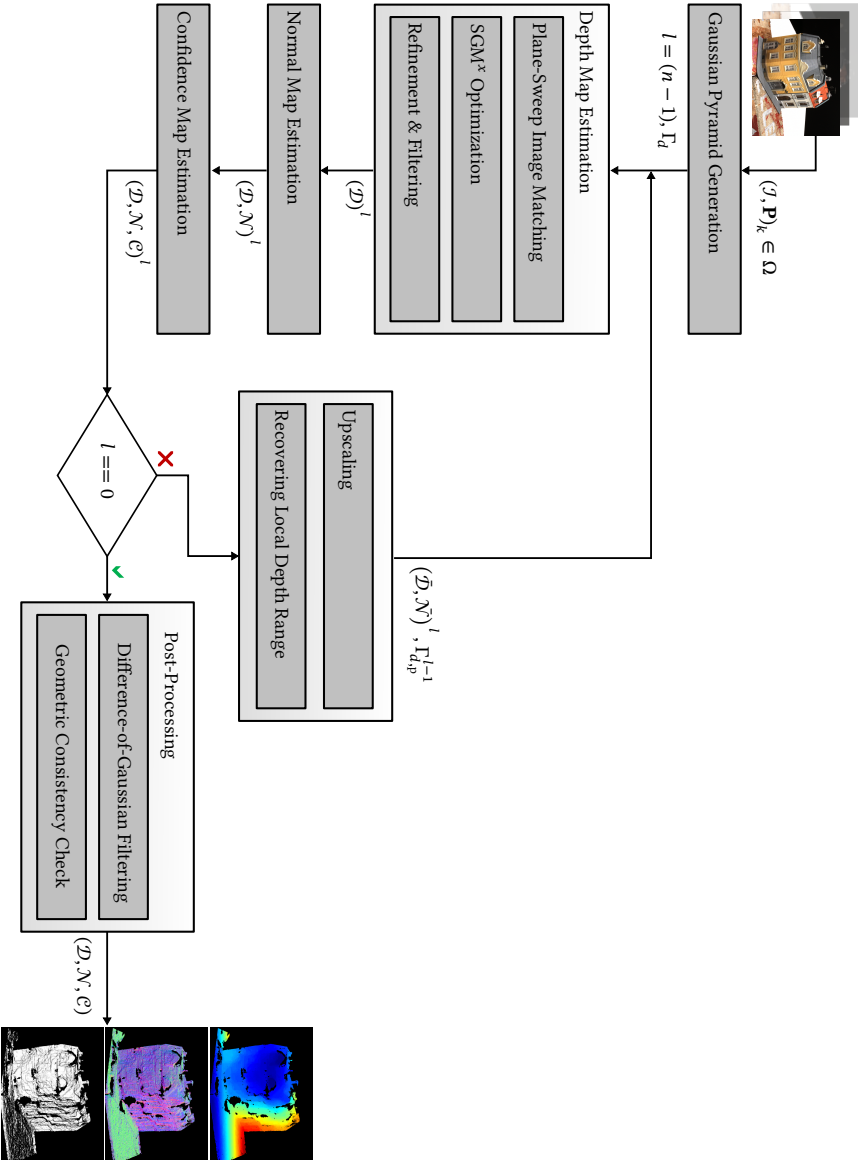 (ℐ, P)ₖ ∈ Ω
Gaussian Pyramid Generation
l = (n − 1), Γ_d
Depth Map Estimation
Plane-Sweep Image Matching
SGMˣ Optimization
Refinement & Filtering
(𝒟)ˡ
Normal Map Estimation
(𝒟, 𝒩)ˡ
Confidence Map Estimation
(𝒟, 𝒩, 𝒞)ˡ
l == 0
Upscaling
Recovering Local Depth Range
(𝒟̄, 𝒩̄)ˡ, Γ_{d,p}^{l−1}
Post-Processing
Difference-of-Gaussian Filtering
Geometric Consistency Check
(𝒟, 𝒩, 𝒞)